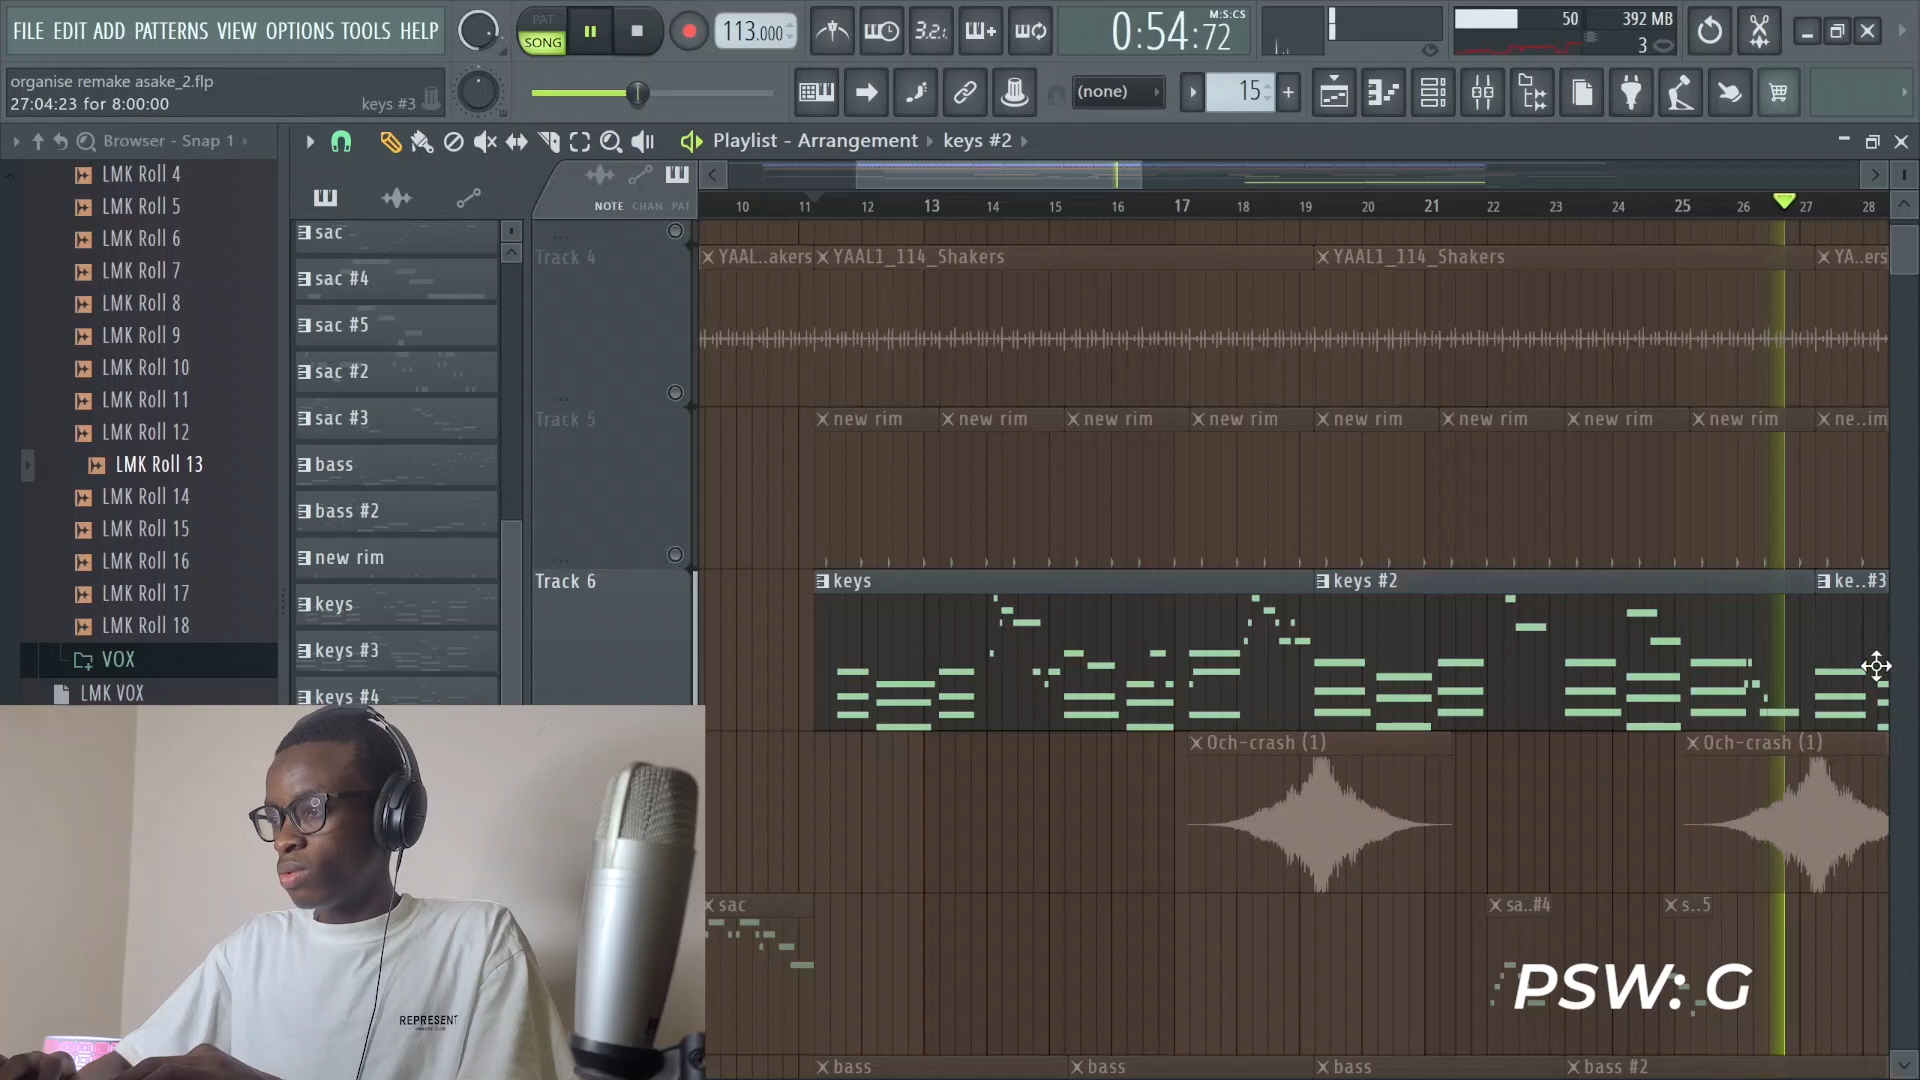 FILE EDIT ADD PATTERNS VIEW OPTIONS TOOLS HELP
PAT
SONG
113.000
3.2.1
0:54:72
M:S:CS
50
392 MB
3
organise remake asake_2.flp
27:04:23 for 8:00:00
keys #3
(none)
15
Browser - Snap 1
Playlist - Arrangement
keys #2
NOTE CHAN PAT
10 11 12 13 14 15 16 17 18 19 20 21 22 23 25 26 27 28
LMK Roll 4
LMK Roll 5
LMK Roll 6
LMK Roll 7
LMK Roll 8
LMK Roll 9
LMK Roll 10
LMK Roll 11
LMK Roll 12
LMK Roll 13
LMK Roll 14
LMK Roll 15
LMK Roll 16
LMK Roll 17
LMK Roll 18
VOX
LMK VOX
sac
sac #4
sac #5
sac #2
sac #3
bass
bass #2
new rim
keys
keys #3
keys #4
Track 4
YAAL..akers YAAL1_114_Shakers YAAL1_114_Shakers YA..ers
Track 5
new rim new rim new rim new rim new rim new rim new rim new rim ne..im
Track 6
keys keys #2 ke..#3
Och-crash (1) Och-crash (1)
sac sa..#4 s..5
bass bass bass bass #2
PSW: G
REPRESENT